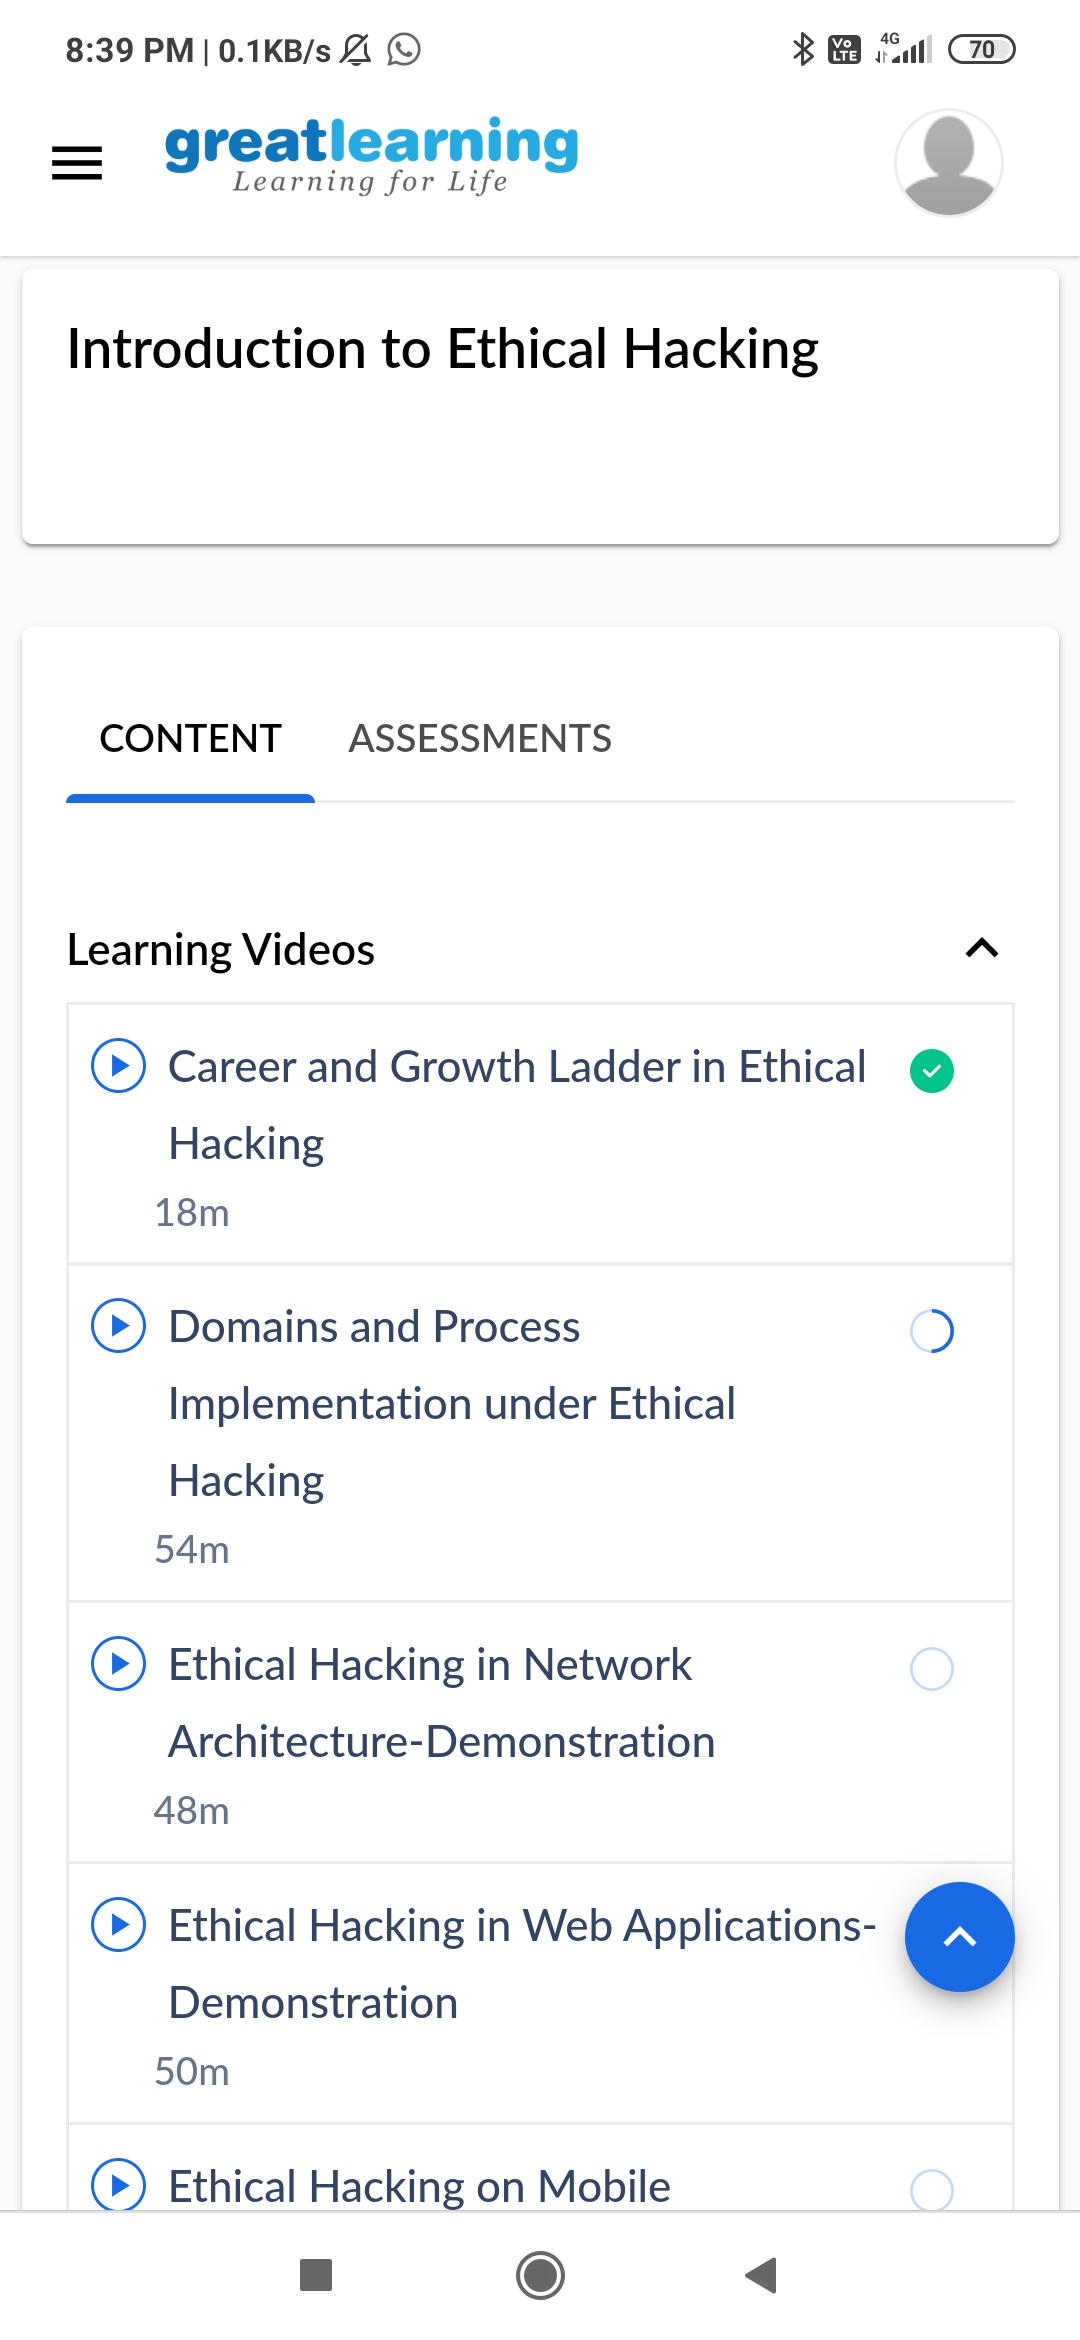 8:39 PM | 0.1KB/s
Vo LTE 4G 70
greatlearning
Learning for Life
Introduction to Ethical Hacking
CONTENT ASSESSMENTS
Learning Videos
Career and Growth Ladder in Ethical
Hacking
18m
Domains and Process
Implementation under Ethical
Hacking
54m
Ethical Hacking in Network
Architecture-Demonstration
48m
Ethical Hacking in Web Applications-
Demonstration
50m
Ethical Hacking on Mobile